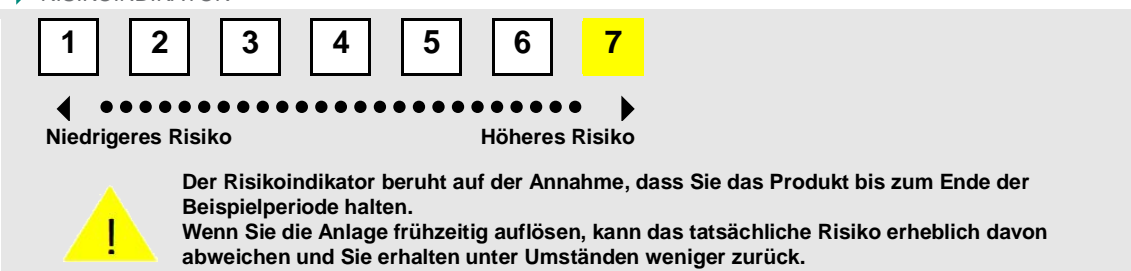 RISIKOINDIKATOR
1 2 3 4 5 6 7
Niedrigeres Risiko Höheres Risiko
!
Der Risikoindikator beruht auf der Annahme, dass Sie das Produkt bis zum Ende der
Beispielperiode halten.
Wenn Sie die Anlage frühzeitig auflösen, kann das tatsächliche Risiko erheblich davon
abweichen und Sie erhalten unter Umständen weniger zurück.